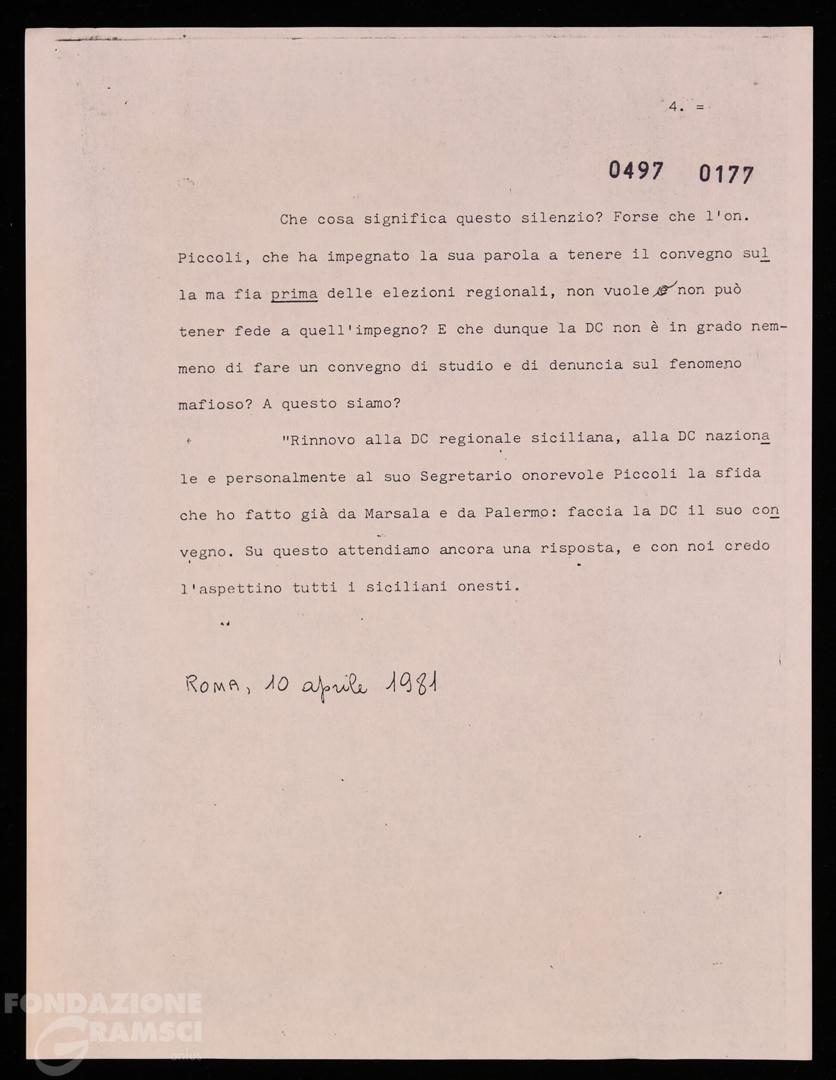 4. =
0497 0177
Che cosa significa questo silenzio? Forse che l'on.
Piccoli, che ha impegnato la sua parola a tenere il convegno sul
la ma fia prima delle elezioni regionali, non vuole o non può
tener fede a quell'impegno? E che dunque la DC non è in grado nem-
meno di fare un convegno di studio e di denuncia sul fenomeno
mafioso? A questo siamo?
"Rinnovo alla DC regionale siciliana, alla DC naziona
le e personalmente al suo Segretario onorevole Piccoli la sfida
che ho fatto già da Marsala e da Palermo: faccia la DC il suo con
vegno. Su questo attendiamo ancora una risposta, e con noi credo
l'aspettino tutti i siciliani onesti.
ROMA, 10 aprile 1981
FONDAZIONE
GRAMSCI
onlus